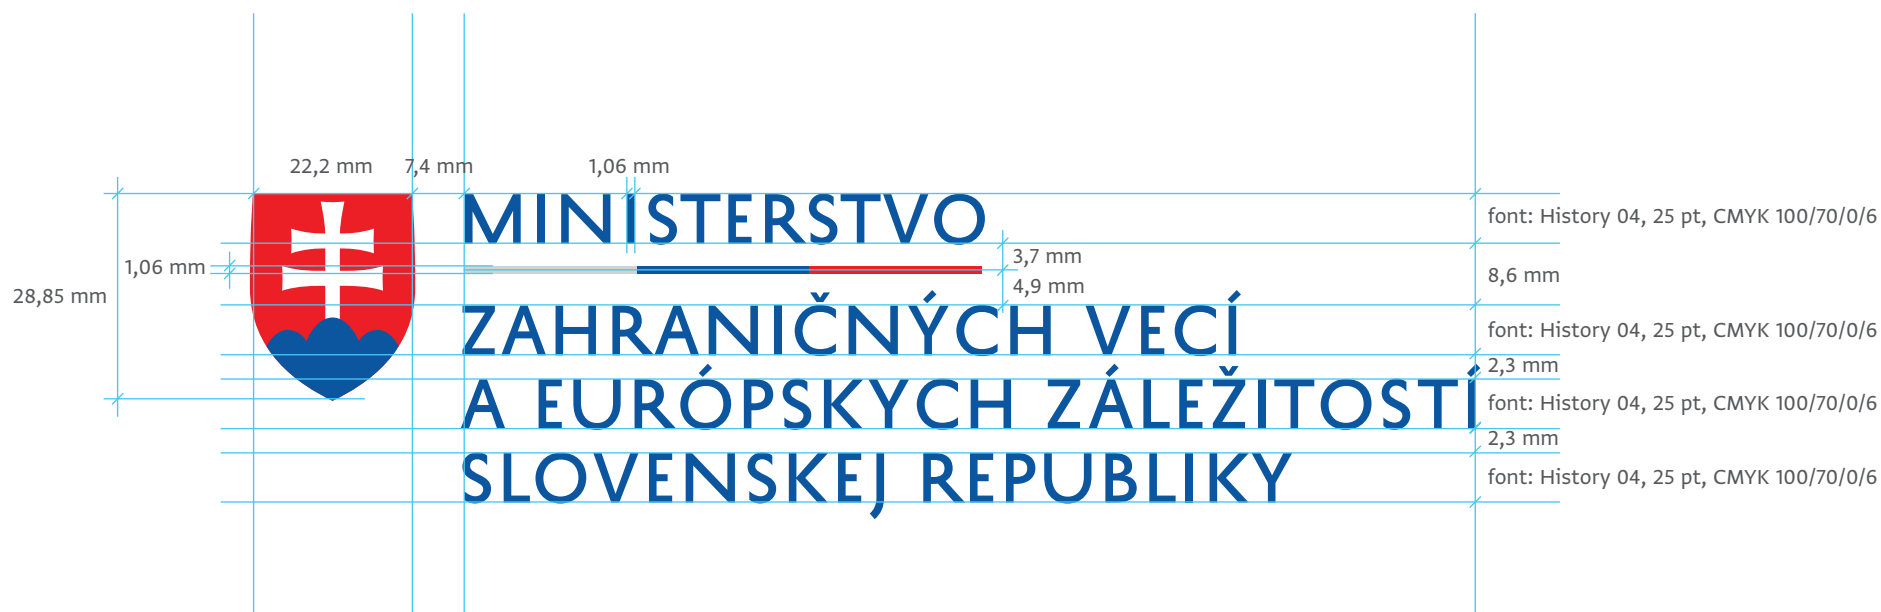 22,2 mm 7,4 mm 1,06 mm
MINISTERSTVO
font: History 04, 25 pt, CMYK 100/70/0/6
3,7 mm
1,06 mm
8,6 mm
4,9 mm
28,85 mm
ZAHRANIČNÝCH VECÍ
font: History 04, 25 pt, CMYK 100/70/0/6
2,3 mm
A EURÓPSKYCH ZÁLEŽITOSTÍ
font: History 04, 25 pt, CMYK 100/70/0/6
2,3 mm
SLOVENSKEJ REPUBLIKY
font: History 04, 25 pt, CMYK 100/70/0/6